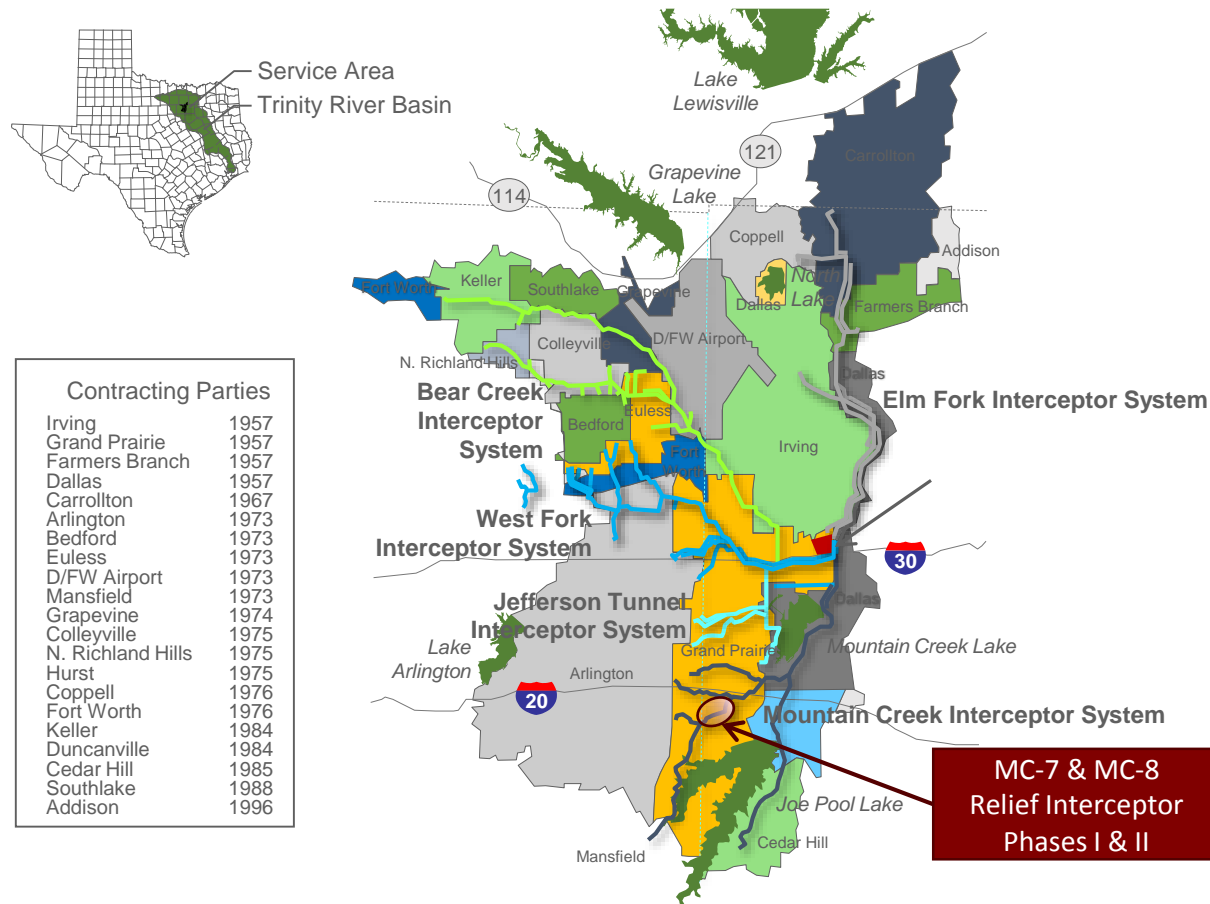 Service Area
Trinity River Basin
Lake
Lewisville
121
Carrollton
Grapevine
Lake
114
Coppell
Addison
Keller
North
Lake
Fort Worth
Southlake
Grapevine
Dallas
Farmers Branch
D/FW Airport
Colleyville
N. Richland Hills
Dallas
Bear Creek
Interceptor
System
Elm Fork Interceptor System
Euless
Bedford
Irving
Fort
Worth
West Fork
Interceptor System
30
Jefferson Tunnel
Interceptor System
Dallas
Lake
Arlington
Grand Prairie
Mountain Creek Lake
Arlington
20
Mountain Creek Interceptor System
MC-7 & MC-8
Relief Interceptor
Phases I & II
Joe Pool Lake
Cedar Hill
Mansfield
Contracting Parties
Irving 1957
Grand Prairie 1957
Farmers Branch 1957
Dallas 1957
Carrollton 1967
Arlington 1973
Bedford 1973
Euless 1973
D/FW Airport 1973
Mansfield 1973
Grapevine 1974
Colleyville 1975
N. Richland Hills 1975
Hurst 1975
Coppell 1976
Fort Worth 1976
Keller 1984
Duncanville 1984
Cedar Hill 1985
Southlake 1988
Addison 1996